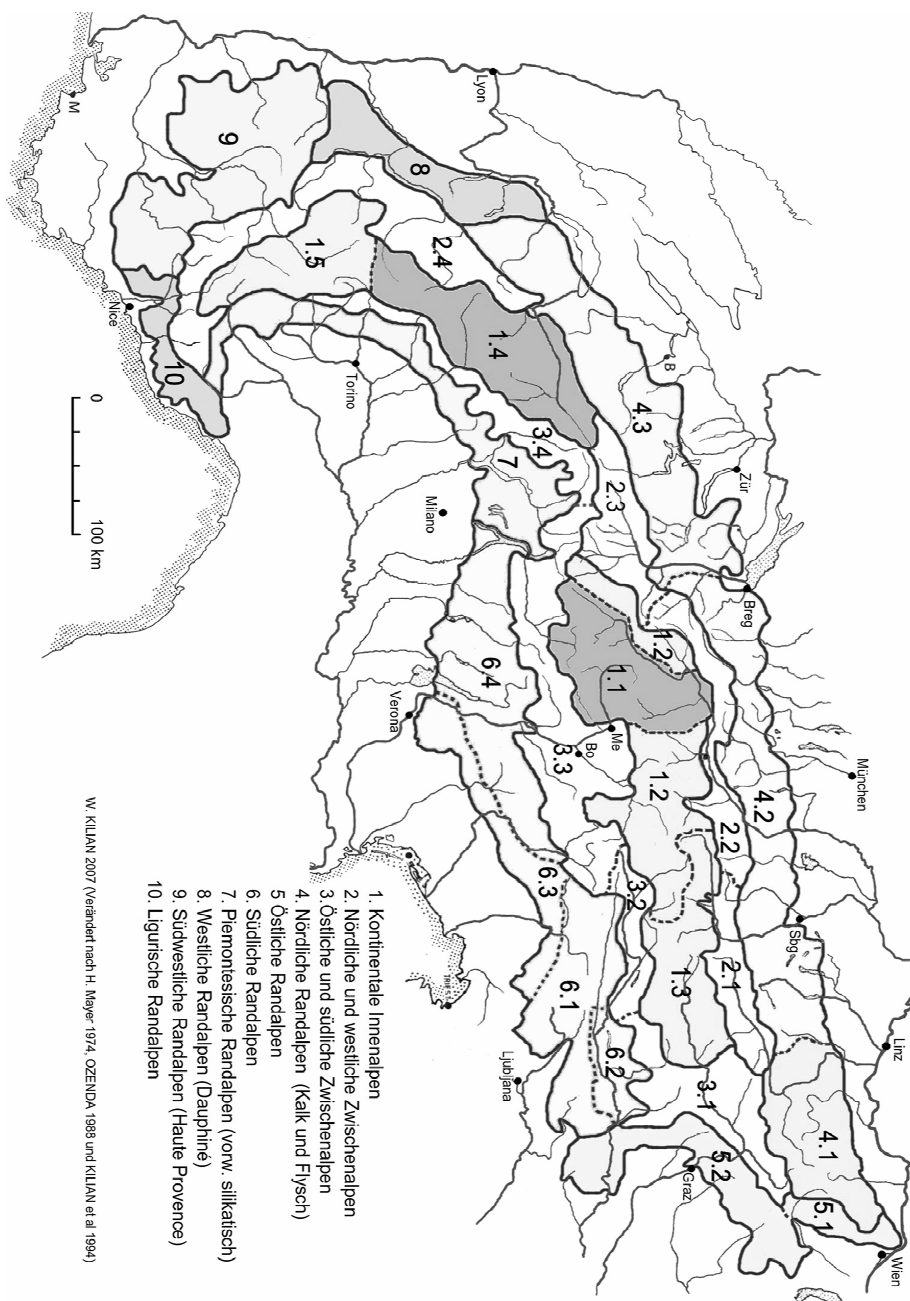 Linz
Wien
München
4.1
5.1
Sbg
4.2
Breg
Zür
2.1
2.2
5.2
3.1
Graz
1.3
B
1.2
1.2
4.3
3.2
2.3
1.1
Me
6.2
Bo
3.3
6.1
6.3
3.4
7
Ljubljana
6.4
1.4
Lyon
2.4
8
Milano
Verona
Torino
1.5
9
10
Nice
M
0
100 km
1. Kontinentale Innenalpen
2. Nördliche und westliche Zwischenalpen
3.Östliche und südliche Zwischenalpen
4. Nördliche Randalpen (Kalk und Flysch)
5 Östliche Randalpen
6. Südliche Randalpen
7. Piemontesische Randalpen (vorw. silikatisch)
8. Westliche Randalpen (Dauphiné)
9. Südwestliche Randalpen (Haute Provence)
10. Ligurische Randalpen
W. KILIAN 2007 (Verändert nach H. Mayer 1974, OZENDA 1988 und KILIAN et al 1994)